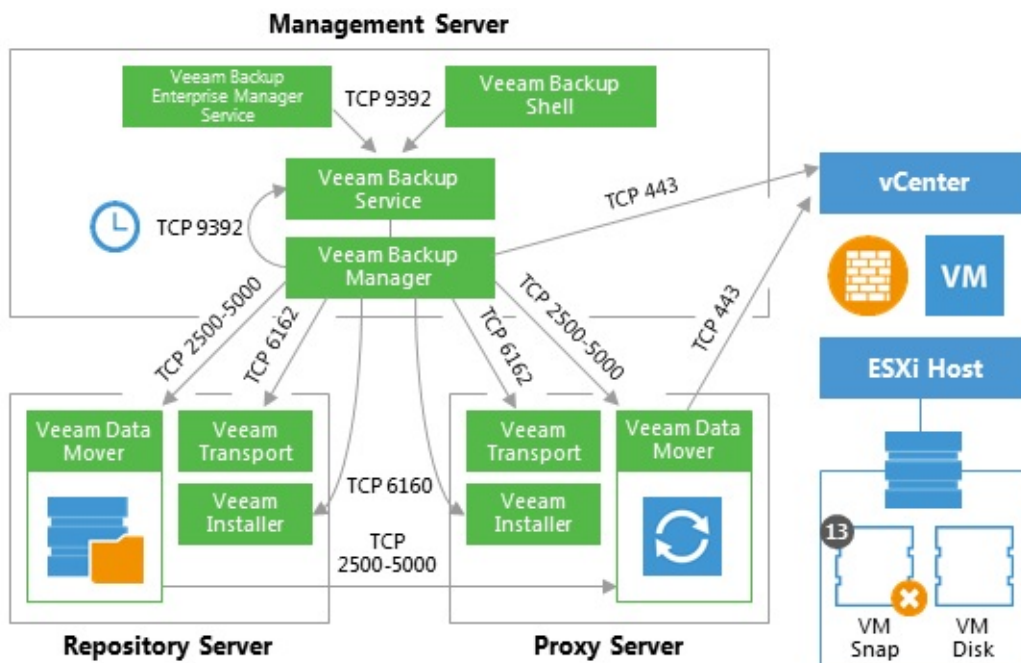 Management Server
Veeam Backup
Enterprise Manager
Service
TCP 9392
Veeam Backup
Shell
Veeam Backup
Service
TCP 9392
Veeam Backup
Manager
TCP 443
vCenter
VM
TCP 2500-5000
TCP 6162
TCP 6162
TCP 2500-5000
TCP 443
ESXi Host
Veeam Data
Mover
Veeam
Transport
Veeam
Installer
TCP 6160
TCP
2500-5000
Veeam
Transport
Veeam
Installer
Veeam Data
Mover
13
VM
Snap
VM
Disk
Repository Server
Proxy Server